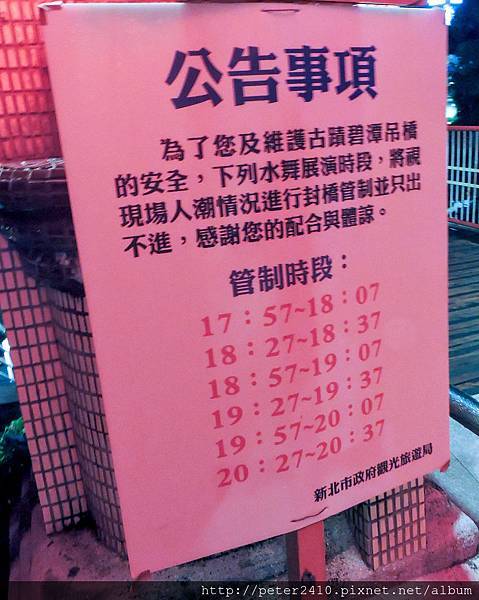 公告事項
為了您及維護古蹟碧潭吊橋
的安全，下列水舞展演時段，將視
現場人潮情況進行封橋管制並只出
不進，感謝您的配合與體諒。
管制時段：
17：57~18：07
18：27~18：37
18：57~19：07
19：27~19：37
19：57~20：07
20：27~20：37
新北市政府觀光旅遊局
http://peter2410.pixnet.net/album